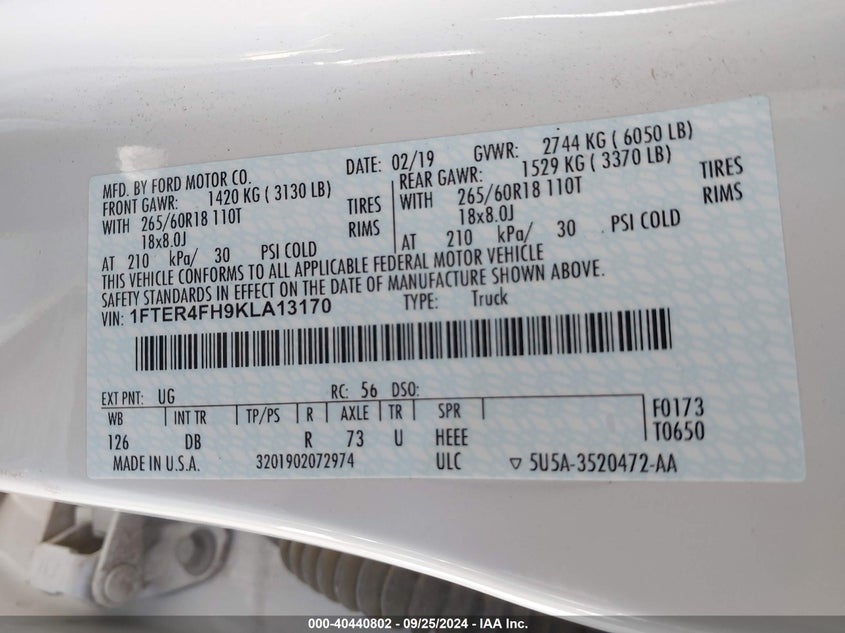 MFD. BY FORD MOTOR CO. DATE: 02/19 GVWR: 2744 KG ( 6050 LB)
FRONT GAWR: 1420 KG ( 3130 LB) REAR GAWR: 1529 KG ( 3370 LB)
WITH 265/60R18 110T TIRES WITH 265/60R18 110T TIRES
18x8.0J RIMS 18x8.0J RIMS
AT 210 kPa/ 30 PSI COLD AT 210 kPa/ 30 PSI COLD
THIS VEHICLE CONFORMS TO ALL APPLICABLE FEDERAL MOTOR VEHICLE
SAFETY STANDARDS IN EFFECT ON THE DATE OF MANUFACTURE SHOWN ABOVE.
VIN: 1FTER4FH9KLA13170 TYPE: Truck
EXT PNT: UG RC: 56 DSO:
WB INT TR TP/PS R AXLE TR SPR F0173
126 DB R 73 U HEEE T0650
MADE IN U.S.A. 3201902072974 ULC ▽ 5U5A-3520472-AA
000-40440802 - 09/25/2024 - IAA Inc.